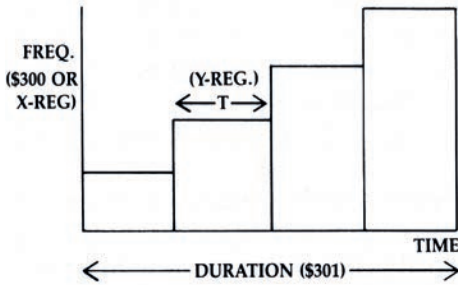 FREQ.
($300 OR
X-REG)
(Y-REG.)
T
TIME
DURATION ($301)